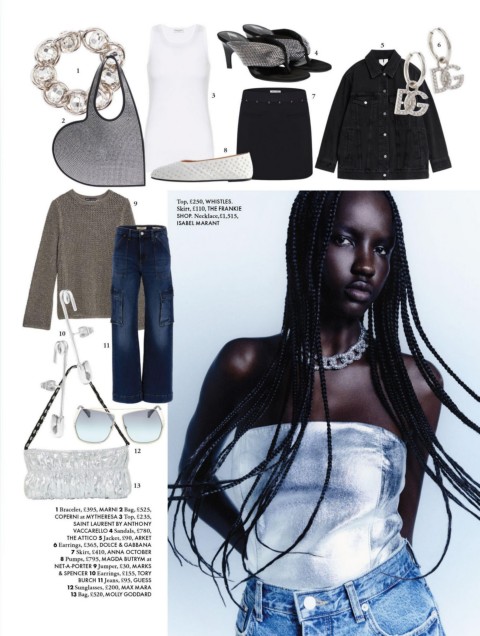 1
2
3
4
5
6
7
8
DG
DG
9
10
11
12
13
Top, £250, WHISTLES.
Skirt, £110, THE FRANKIE
SHOP. Necklace,£1,515,
ISABEL MARANT
1 Bracelet, £395, MARNI 2 Bag, £525,
COPERNI at MYTHERESA 3 Top, £235,
SAINT LAURENT BY ANTHONY
VACCARELLO 4 Sandals, £780,
THE ATTICO 5 Jacket, £90, ARKET
6 Earrings, £365, DOLCE & GABBANA
7 Skirt, £410, ANNA OCTOBER
8 Pumps, £795, MAGDA BUTRYM at
NET-A-PORTER 9 Jumper, £30, MARKS
& SPENCER 10 Earrings, £155, TORY
BURCH 11 Jeans, £95, GUESS
12 Sunglasses, £200, MAX MARA
13 Bag, £520, MOLLY GODDARD